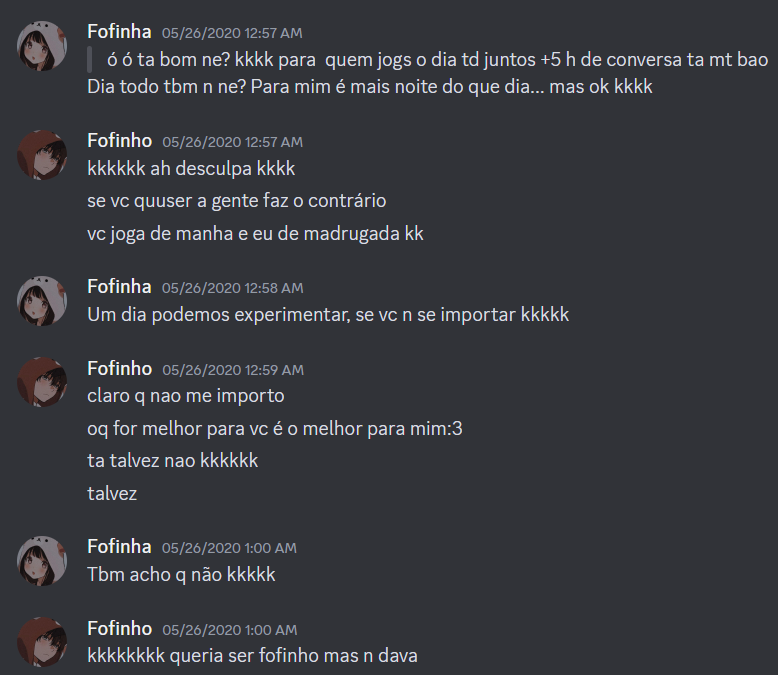 Fofinha 05/26/2020 12:57 AM
ó ó ta bom ne? kkkk para quem jogs o dia td juntos +5 h de conversa ta mt bao
Dia todo tbm n ne? Para mim é mais noite do que dia... mas ok kkkk
Fofinho 05/26/2020 12:57 AM
kkkkkk ah desculpa kkkk
se vc quuser a gente faz o contrário
vc joga de manha e eu de madrugada kk
Fofinha 05/26/2020 12:58 AM
Um dia podemos experimentar, se vc n se importar kkkkk
Fofinho 05/26/2020 12:59 AM
claro q nao me importo
oq for melhor para vc é o melhor para mim:3
ta talvez nao kkkkkk
talvez
Fofinha 05/26/2020 1:00 AM
Tbm acho q não kkkkk
Fofinho 05/26/2020 1:00 AM
kkkkkkkk queria ser fofinho mas n dava